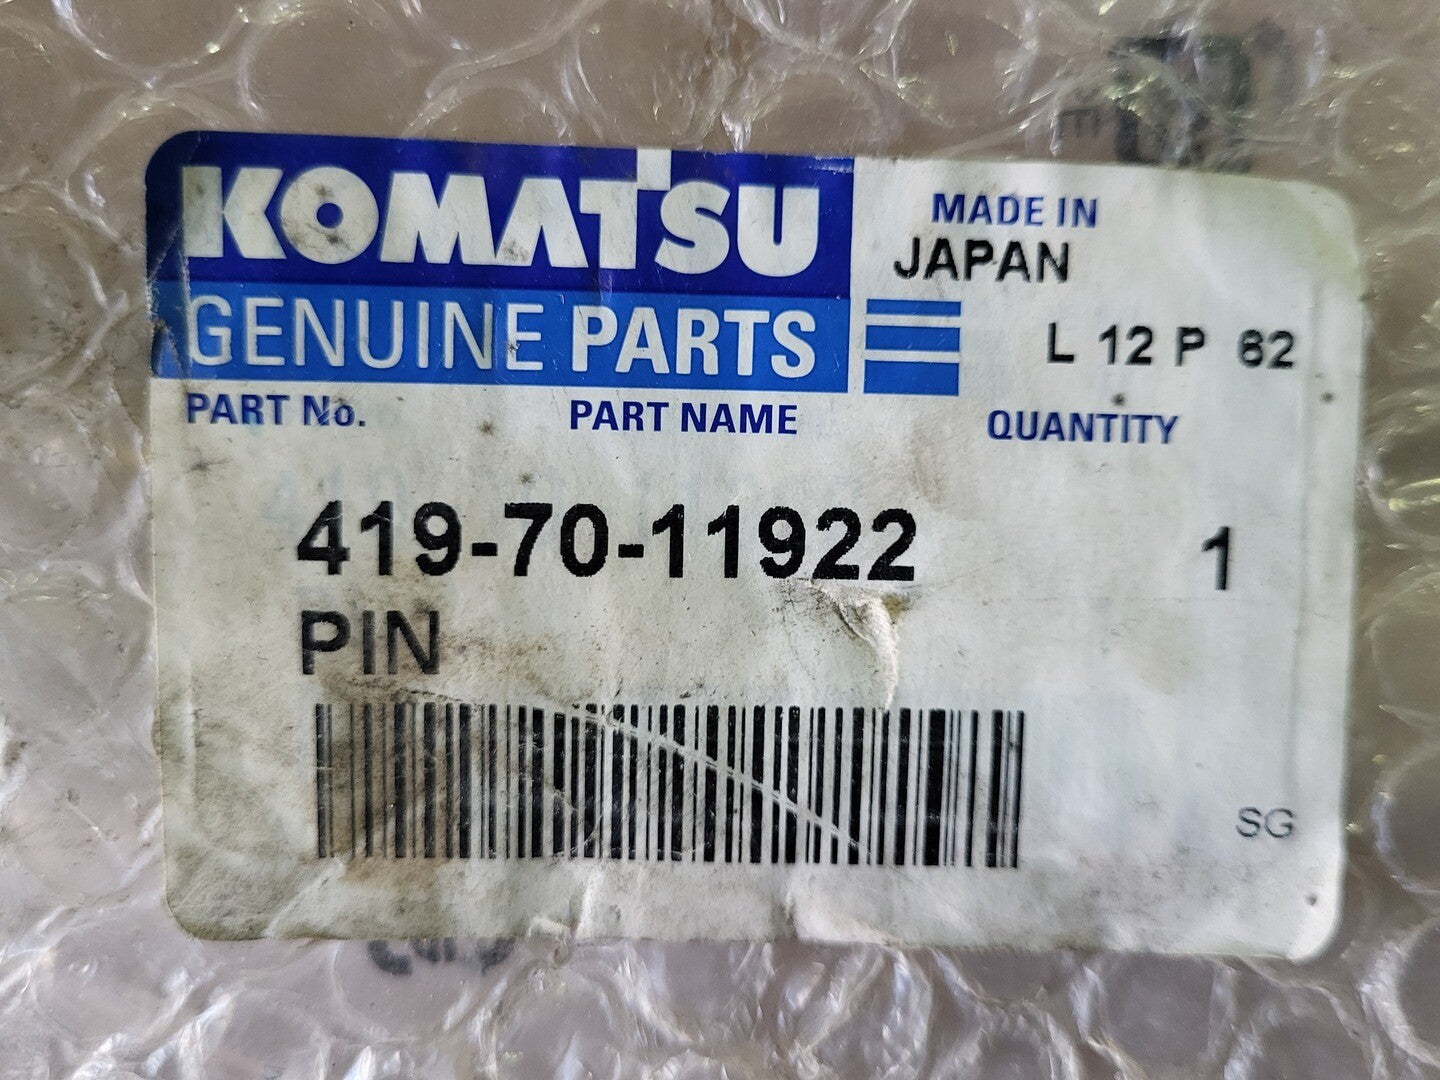 KOMATSU
GENUINE PARTS
MADE IN
JAPAN
L 12 P 62
PART No. PART NAME QUANTITY
419-70-11922 1
PIN
SG